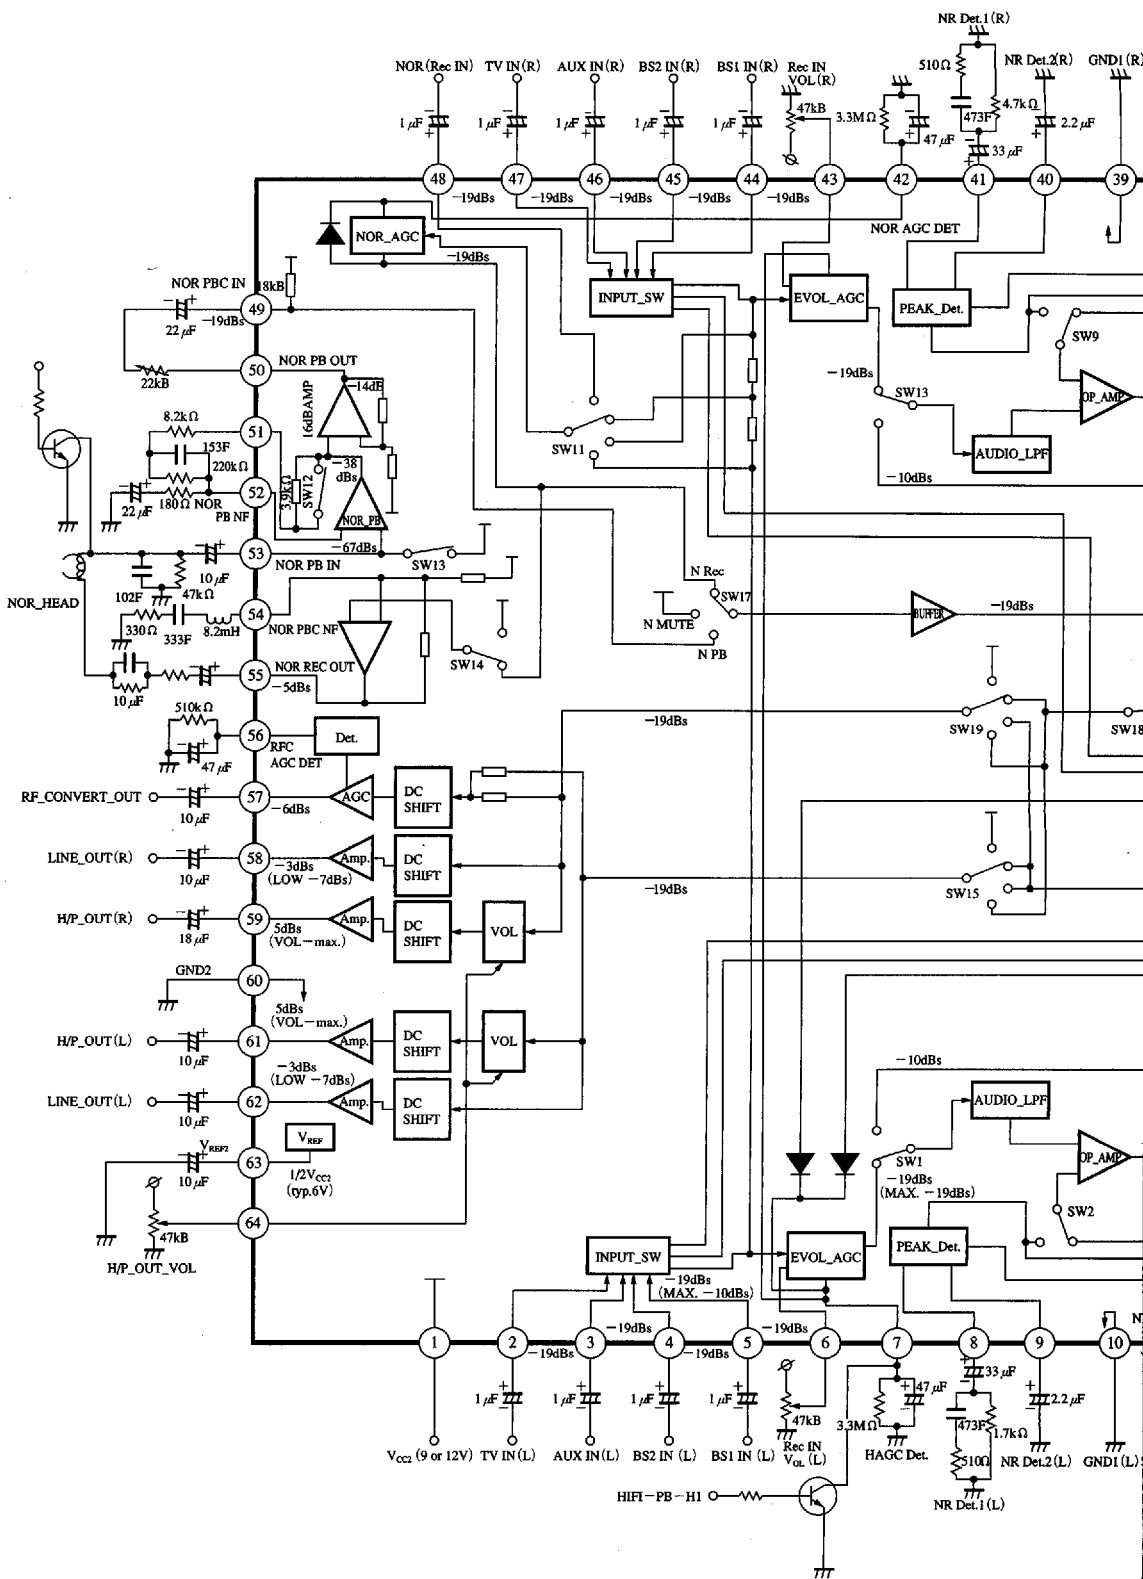 NR Det.1(R)
NOR(Rec IN)
TV IN(R)
AUX IN(R)
BS2 IN(R)
BS1 IN(R)
Rec IN
VOL(R)
510Ω
NR Det.2(R)
GND1(R)
1μF
1μF
1μF
1μF
1μF
47kB
3.3MΩ
47μF
473F
4.7kΩ
33μF
2.2μF
48
47
46
45
44
43
42
41
40
39
−19dBs
−19dBs
−19dBs
−19dBs
−19dBs
NOR AGC DET
NOR_AGC
−19dBs
INPUT_SW
EVOL_AGC
PEAK_Det.
NOR PBC IN
18kB
49
−19dBs
22μF
SW9
50
NOR PB OUT
22kB
−14dB
16dBAMP
−19dBs
SW13
OP_AMP
8.2kΩ
51
153F
220kΩ
−38
dBs
SW11
AUDIO_LPF
3.9kΩ
SW12
52
180Ω
NOR
PB NF
22μF
NOR_PB
−10dBs
53
−67dBs
NOR PB IN
SW13
10μF
102F
47kΩ
NOR_HEAD
54
330Ω
333F
8.2mH
NOR PBC NF
N Rec
SW17
N MUTE
N PB
BUFFER
−19dBs
SW14
55
NOR REC OUT
−5dBs
10μF
510kΩ
56
RFC
AGC DET
Det.
47μF
−19dBs
SW19
SW18
RF_CONVERT_OUT
57
−6dBs
AGC
DC
SHIFT
10μF
LINE_OUT(R)
58
−3dBs
(LOW −7dBs)
Amp.
DC
SHIFT
10μF
−19dBs
SW15
H/P_OUT(R)
59
5dBs
(VOL−max.)
Amp.
DC
SHIFT
VOL
18μF
GND2
60
5dBs
(VOL−max.)
H/P_OUT(L)
61
Amp.
DC
SHIFT
VOL
10μF
−3dBs
(LOW −7dBs)
−10dBs
LINE_OUT(L)
62
Amp.
DC
SHIFT
10μF
AUDIO_LPF
VREF2
63
VREF
1/2VCC2
(typ.6V)
10μF
SW1
−19dBs
(MAX. −19dBs)
OP_AMP
64
47kB
H/P_OUT_VOL
SW2
INPUT_SW
−19dBs
(MAX. −10dBs)
EVOL_AGC
PEAK_Det.
−19dBs
−19dBs
1
2
3
4
5
6
7
8
9
10
−19dBs
−19dBs
1μF
1μF
1μF
1μF
47kB
3.3MΩ
47μF
33μF
473F
1.7kΩ
2.2μF
510Ω
VCC2 (9 or 12V)
TV IN(L)
AUX IN(L)
BS2 IN (L)
BS1 IN (L)
Rec IN
VOL (L)
HAGC Det.
NR Det.2(L)
GND1(L)
HIFI−PB−H1
NR Det.1(L)